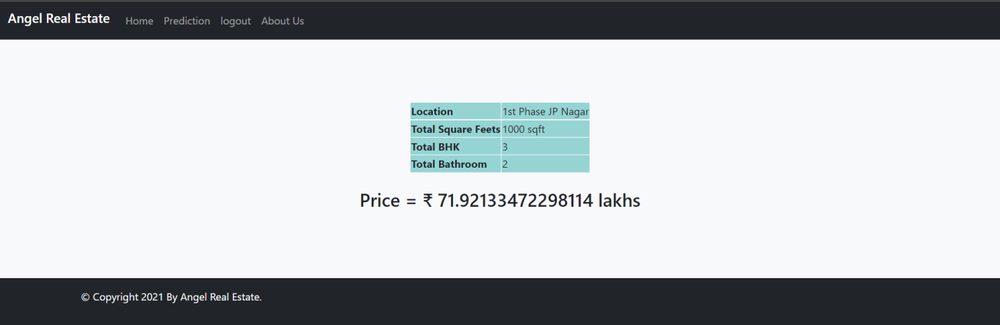 Angel Real Estate Home Prediction logout About Us
Location 1st Phase JP Nagar
Total Square Feets 1000 sqft
Total BHK 3
Total Bathroom 2
Price = ₹ 71.92133472298114 lakhs
© Copyright 2021 By Angel Real Estate.